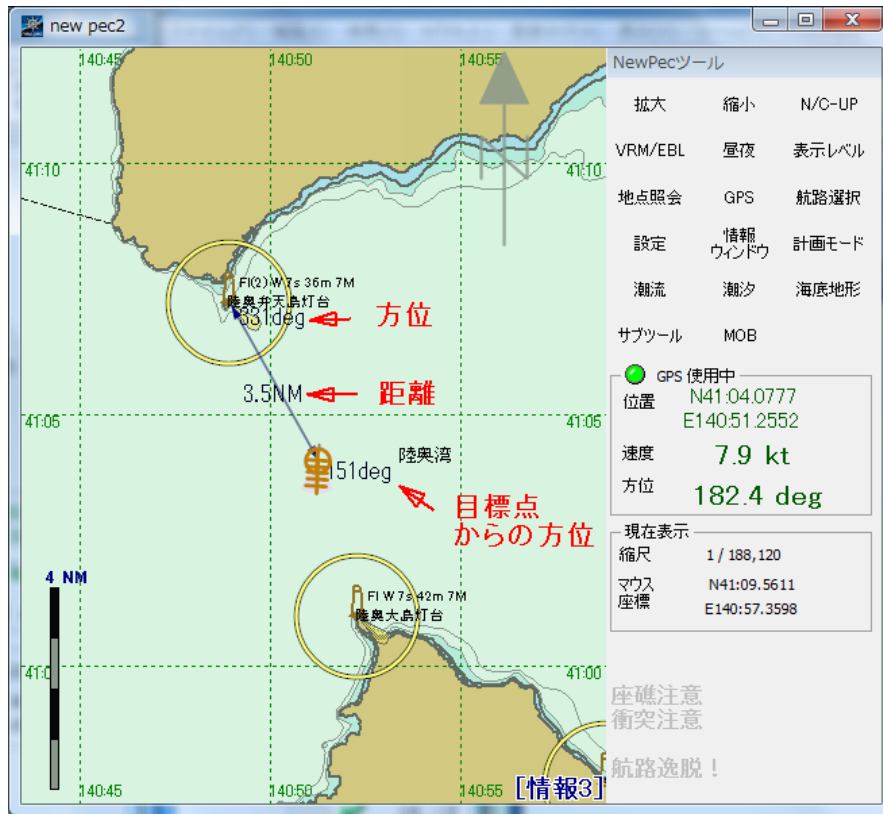 new pec2
140:45
140:50
140:55
N
41:10
41:10
Fl(2) W 7s 36m 7M
陸奥弁天島灯台
331deg
方位
3.5NM
距離
41:05
41:05
陸奥湾
151deg
目標点
からの方位
4 NM
Fl W 7s 42m 7M
陸奥大島灯台
41:00
140:45
140:50
140:55
[情報3]
NewPecツール
拡大 縮小 N/C-UP
VRM/EBL 昼夜 表示レベル
地点照会 GPS 航路選択
設定 情報ウィンドウ 計画モード
潮流 潮汐 海底地形
サブツール MOB
GPS 使用中
位置 N41:04.0777
E140:51.2552
速度 7.9 kt
方位 182.4 deg
現在表示
縮尺 1 / 188,120
マウス座標 N41:09.5611
E140:57.3598
座礁注意
衝突注意
航路逸脱！